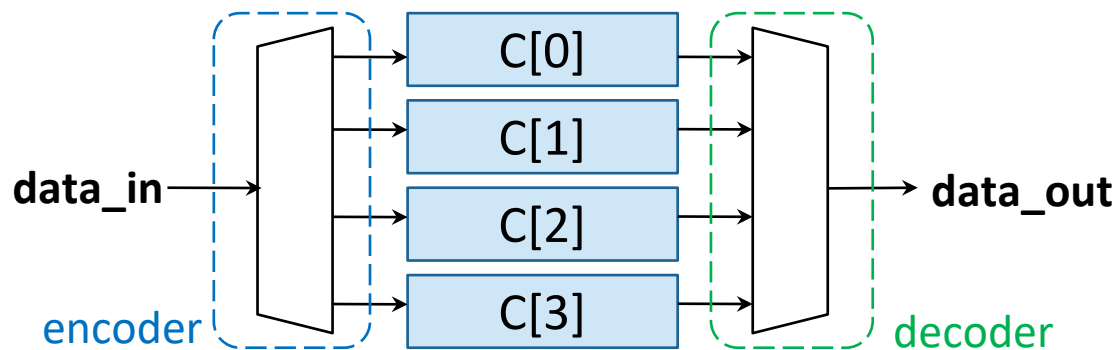 C[0]
C[1]
data_in
data_out
C[2]
C[3]
encoder
decoder